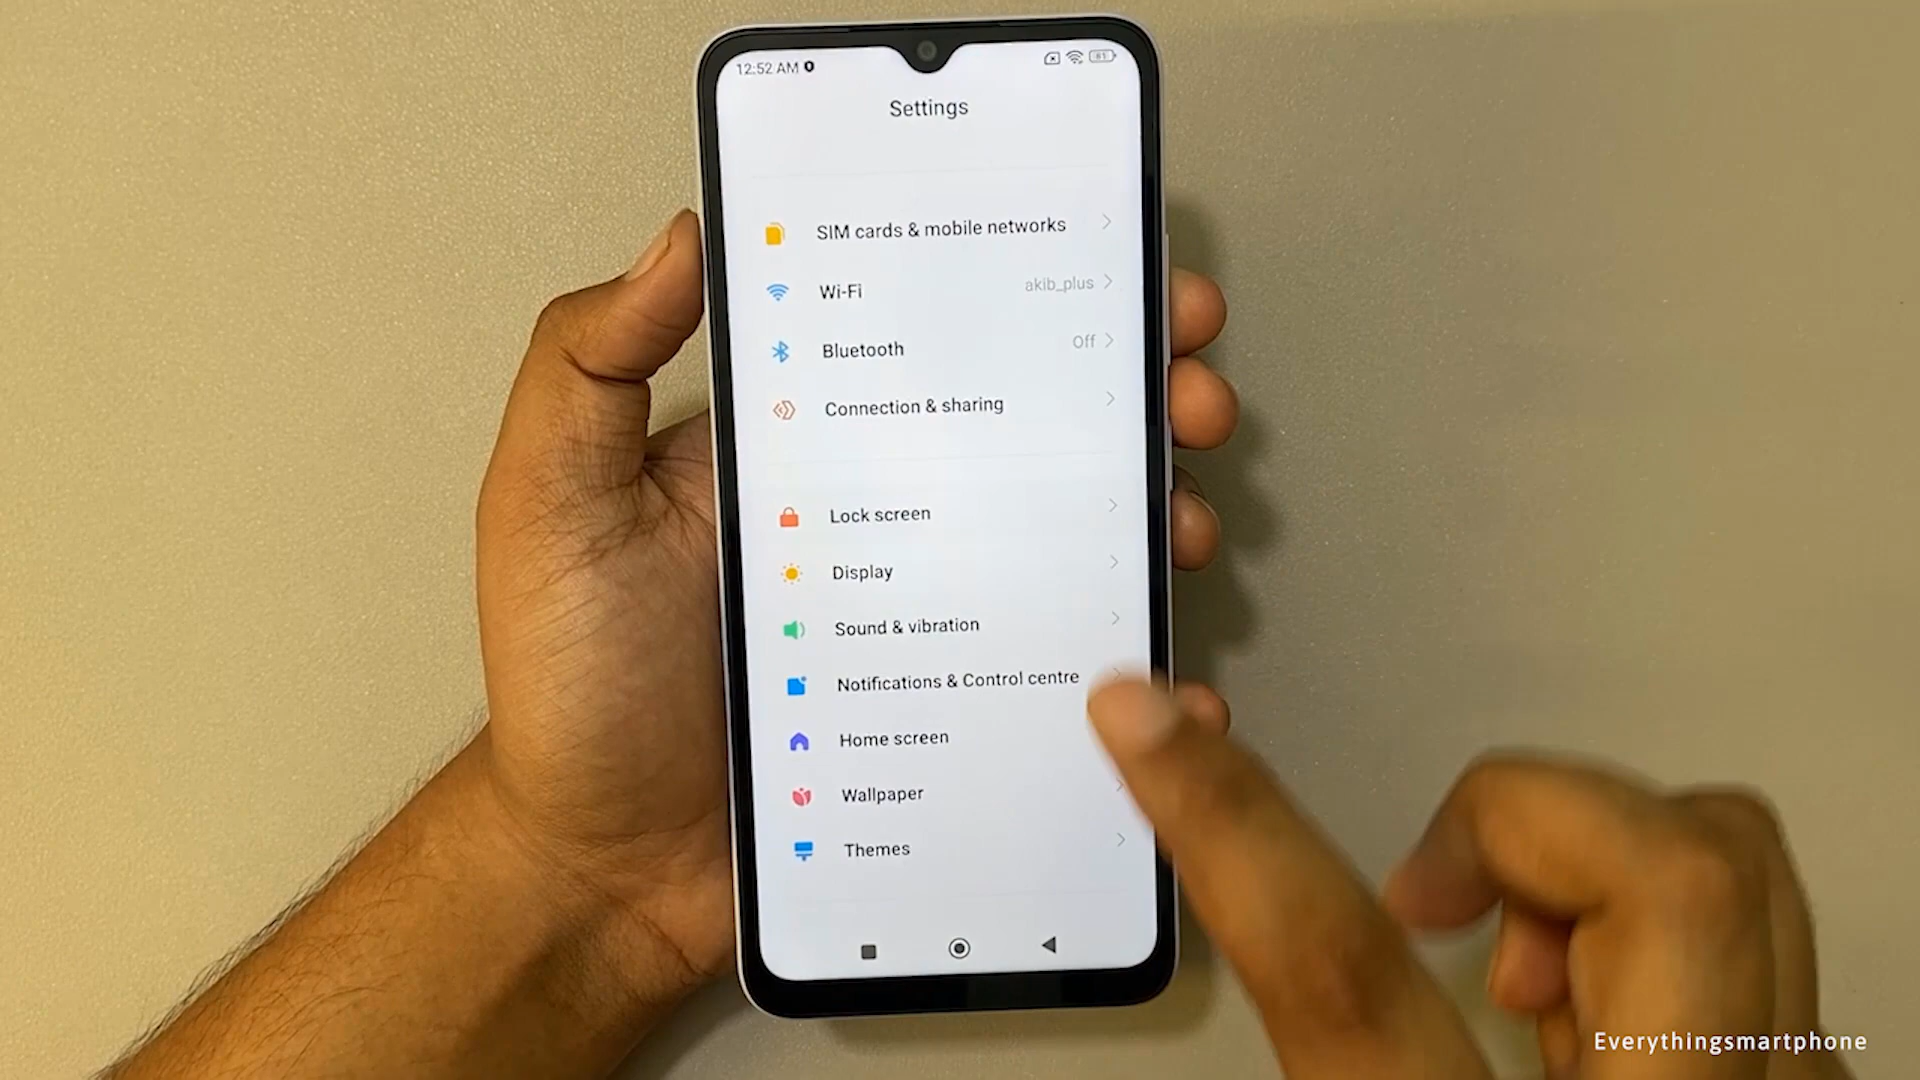 12:52 AM
81
Settings
SIM cards & mobile networks
Wi-Fi akib_plus
Bluetooth Off
Connection & sharing
Lock screen
Display
Sound & vibration
Notifications & Control centre
Home screen
Wallpaper
Themes
Everythingsmartphone